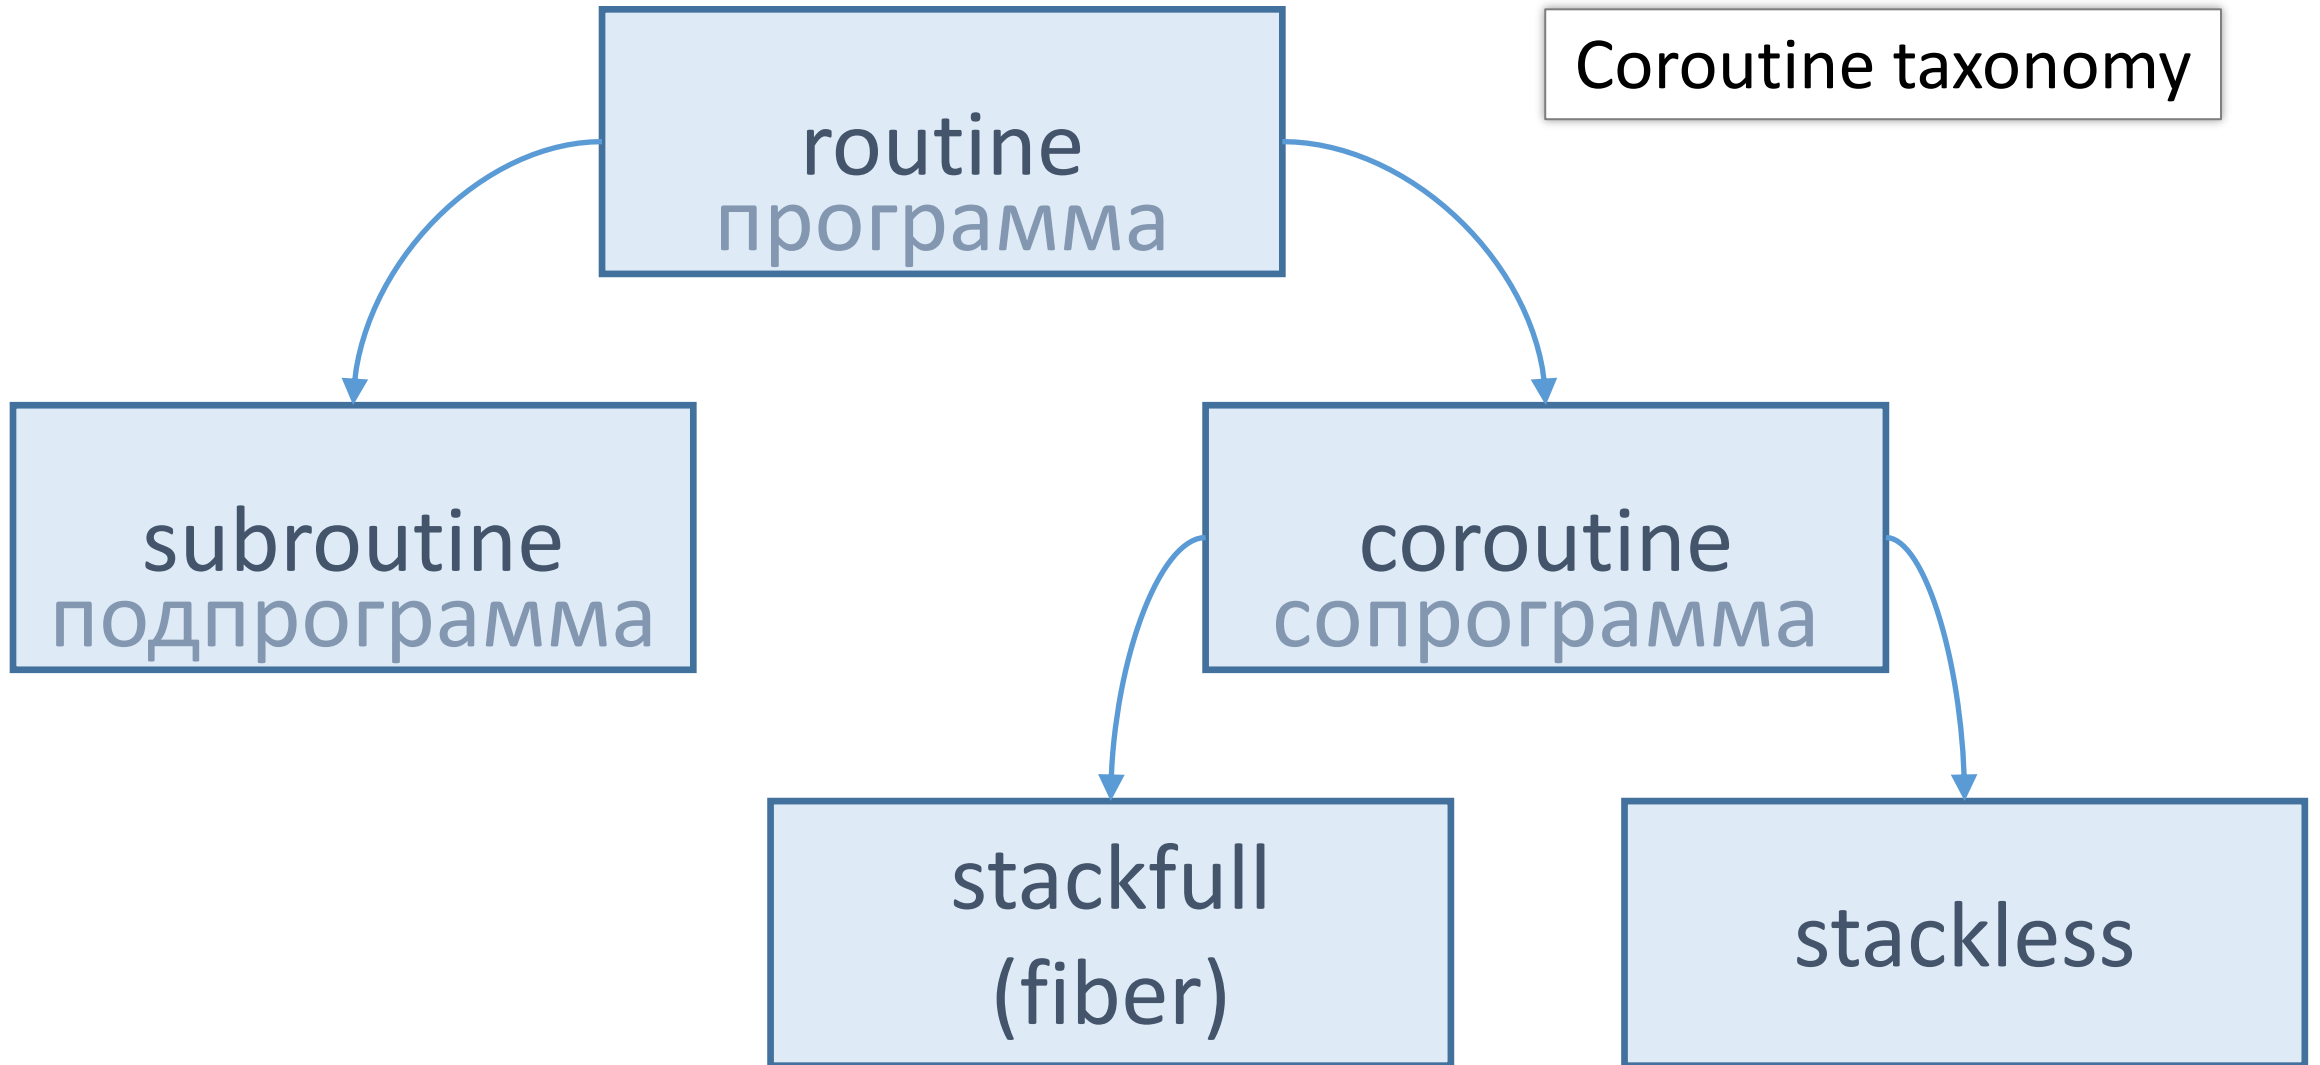 Coroutine taxonomy
routine
программа
subroutine
подпрограмма
coroutine
сопрограмма
stackfull
(fiber)
stackless